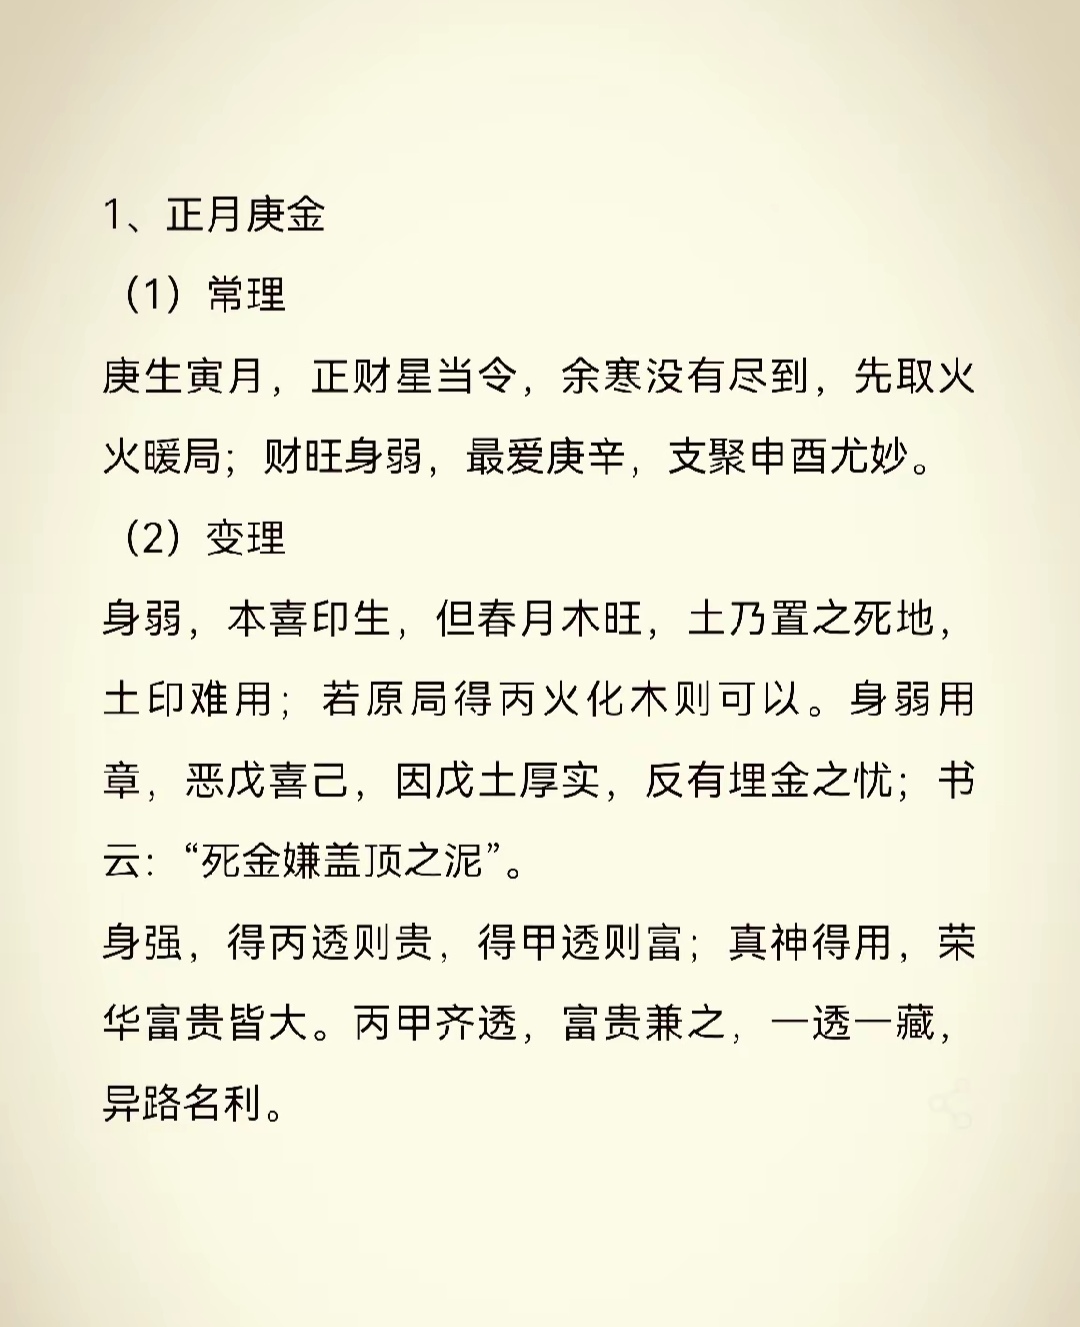 1、正月庚金
（1）常理
庚生寅月，正财星当令，余寒没有尽到，先取火
火暖局；财旺身弱，最爱庚辛，支聚申酉尤妙。
（2）变理
身弱，本喜印生，但春月木旺，土乃置之死地，
土印难用；若原局得丙火化木则可以。身弱用
章，恶戊喜己，因戊土厚实，反有埋金之忧；书
云：“死金嫌盖顶之泥”。
身强，得丙透则贵，得甲透则富；真神得用，荣
华富贵皆大。丙甲齐透，富贵兼之，一透一藏，
异路名利。